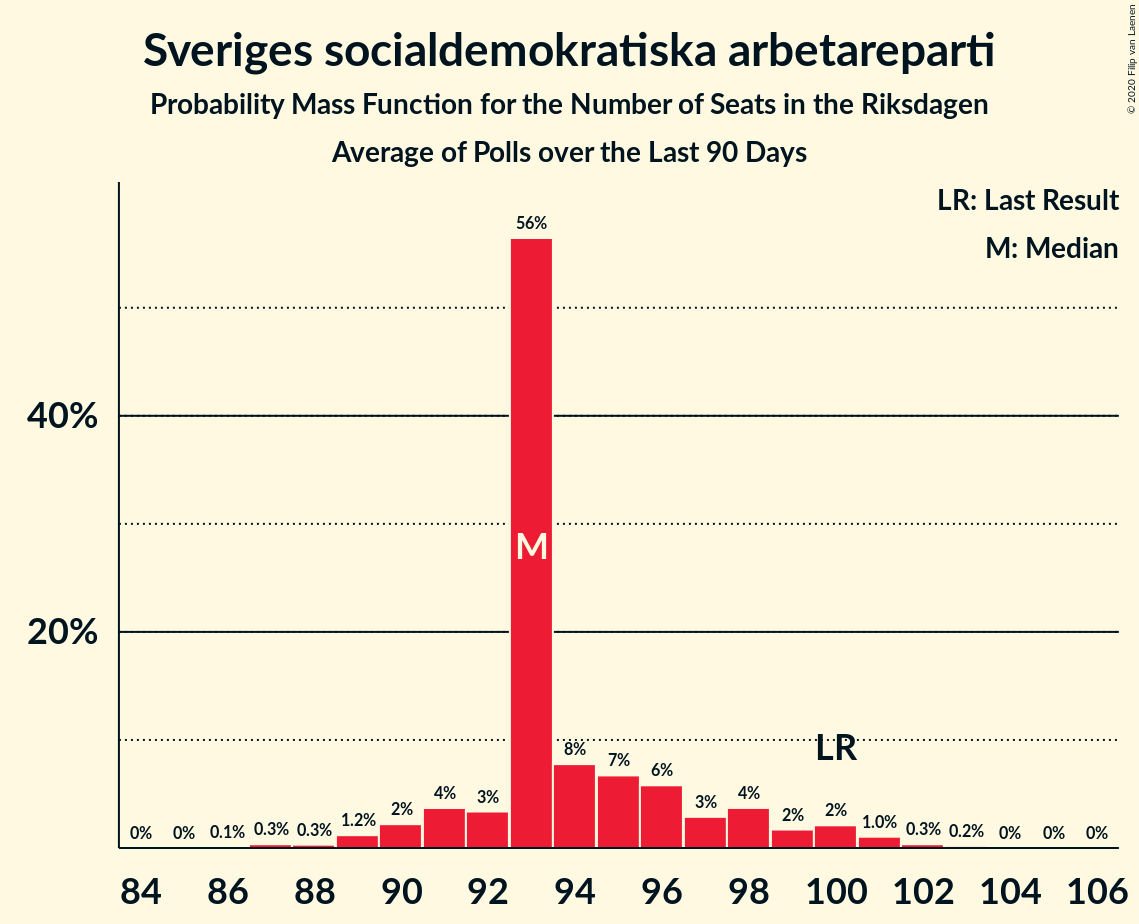 Sveriges socialdemokratiska arbetareparti
Probability Mass Function for the Number of Seats in the Riksdagen
Average of Polls over the Last 90 Days
© 2020 Filip van Laenen
LR: Last Result
M: Median
40%
20%
0%
0%
0.1%
0.3%
0.3%
1.2%
2%
4%
3%
56%
8%
7%
6%
3%
4%
2%
2%
1.0%
0.3%
0.2%
0%
0%
0%
M
LR
84 86 88 90 92 94 96 98 100 102 104 106